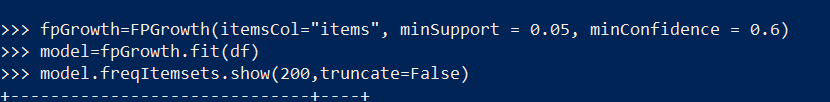 >>> fpGrowth=FPGrowth(itemsCol="items", minSupport = 0.05, minConfidence = 0.6)
>>> model=fpGrowth.fit(df)
>>> model.freqItemsets.show(200,truncate=False)
+------------------------------+----+